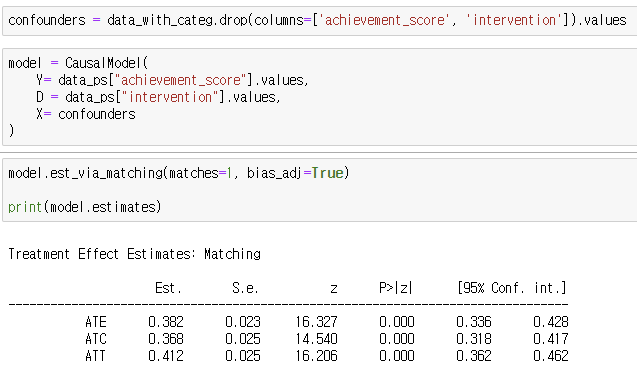 confounders = data_with_categ.drop(columns=['achievement_score', 'intervention']).values
model = CausalModel(
    Y= data_ps["achievement_score"].values,
    D = data_ps["intervention"].values,
    X= confounders
)
model.est_via_matching(matches=1, bias_adj=True)
print(model.estimates)
Treatment Effect Estimates: Matching
Est. S.e. z P>|z| [95% Conf. int.]
--------------------------------------------------------------------------------
ATE 0.382 0.023 16.327 0.000 0.336 0.428
ATC 0.368 0.025 14.540 0.000 0.318 0.417
ATT 0.412 0.025 16.206 0.000 0.362 0.462